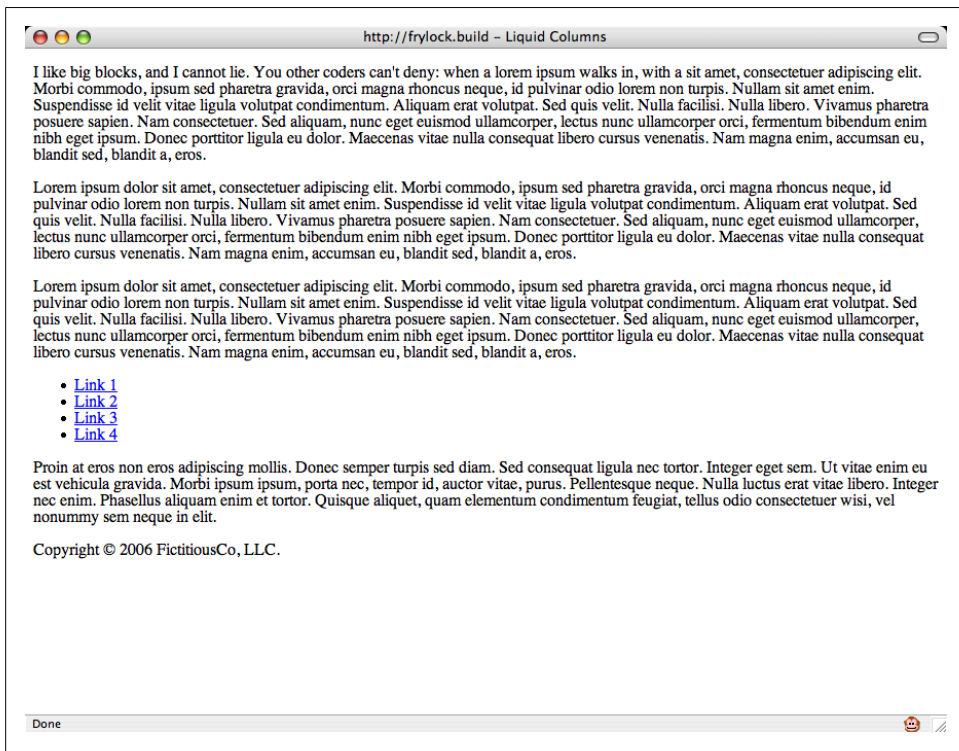 http://frylock.build – Liquid Columns
I like big blocks, and I cannot lie. You other coders can't deny: when a lorem ipsum walks in, with a sit amet, consectetuer adipiscing elit.
Morbi commodo, ipsum sed pharetra gravida, orci magna rhoncus neque, id pulvinar odio lorem non turpis. Nullam sit amet enim.
Suspendisse id velit vitae ligula volutpat condimentum. Aliquam erat volutpat. Sed quis velit. Nulla facilisi. Nulla libero. Vivamus pharetra
posuere sapien. Nam consectetuer. Sed aliquam, nunc eget euismod ullamcorper, lectus nunc ullamcorper orci, fermentum bibendum enim
nibh eget ipsum. Donec porttitor ligula eu dolor. Maecenas vitae nulla consequat libero cursus venenatis. Nam magna enim, accumsan eu,
blandit sed, blandit a, eros.
Lorem ipsum dolor sit amet, consectetuer adipiscing elit. Morbi commodo, ipsum sed pharetra gravida, orci magna rhoncus neque, id
pulvinar odio lorem non turpis. Nullam sit amet enim. Suspendisse id velit vitae ligula volutpat condimentum. Aliquam erat volutpat. Sed
quis velit. Nulla facilisi. Nulla libero. Vivamus pharetra posuere sapien. Nam consectetuer. Sed aliquam, nunc eget euismod ullamcorper,
lectus nunc ullamcorper orci, fermentum bibendum enim nibh eget ipsum. Donec porttitor ligula eu dolor. Maecenas vitae nulla consequat
libero cursus venenatis. Nam magna enim, accumsan eu, blandit sed, blandit a, eros.
Lorem ipsum dolor sit amet, consectetuer adipiscing elit. Morbi commodo, ipsum sed pharetra gravida, orci magna rhoncus neque, id
pulvinar odio lorem non turpis. Nullam sit amet enim. Suspendisse id velit vitae ligula volutpat condimentum. Aliquam erat volutpat. Sed
quis velit. Nulla facilisi. Nulla libero. Vivamus pharetra posuere sapien. Nam consectetuer. Sed aliquam, nunc eget euismod ullamcorper,
lectus nunc ullamcorper orci, fermentum bibendum enim nibh eget ipsum. Donec porttitor ligula eu dolor. Maecenas vitae nulla consequat
libero cursus venenatis. Nam magna enim, accumsan eu, blandit sed, blandit a, eros.
• Link 1
• Link 2
• Link 3
• Link 4
Proin at eros non eros adipiscing mollis. Donec semper turpis sed diam. Sed consequat ligula nec tortor. Integer eget sem. Ut vitae enim eu
est vehicula gravida. Morbi ipsum ipsum, porta nec, tempor id, auctor vitae, purus. Pellentesque neque. Nulla luctus erat vitae libero. Integer
nec enim. Phasellus aliquam enim et tortor. Quisque aliquet, quam elementum condimentum feugiat, tellus odio consectetuer wisi, vel
nonummy sem neque in elit.
Copyright © 2006 FictitiousCo, LLC.
Done